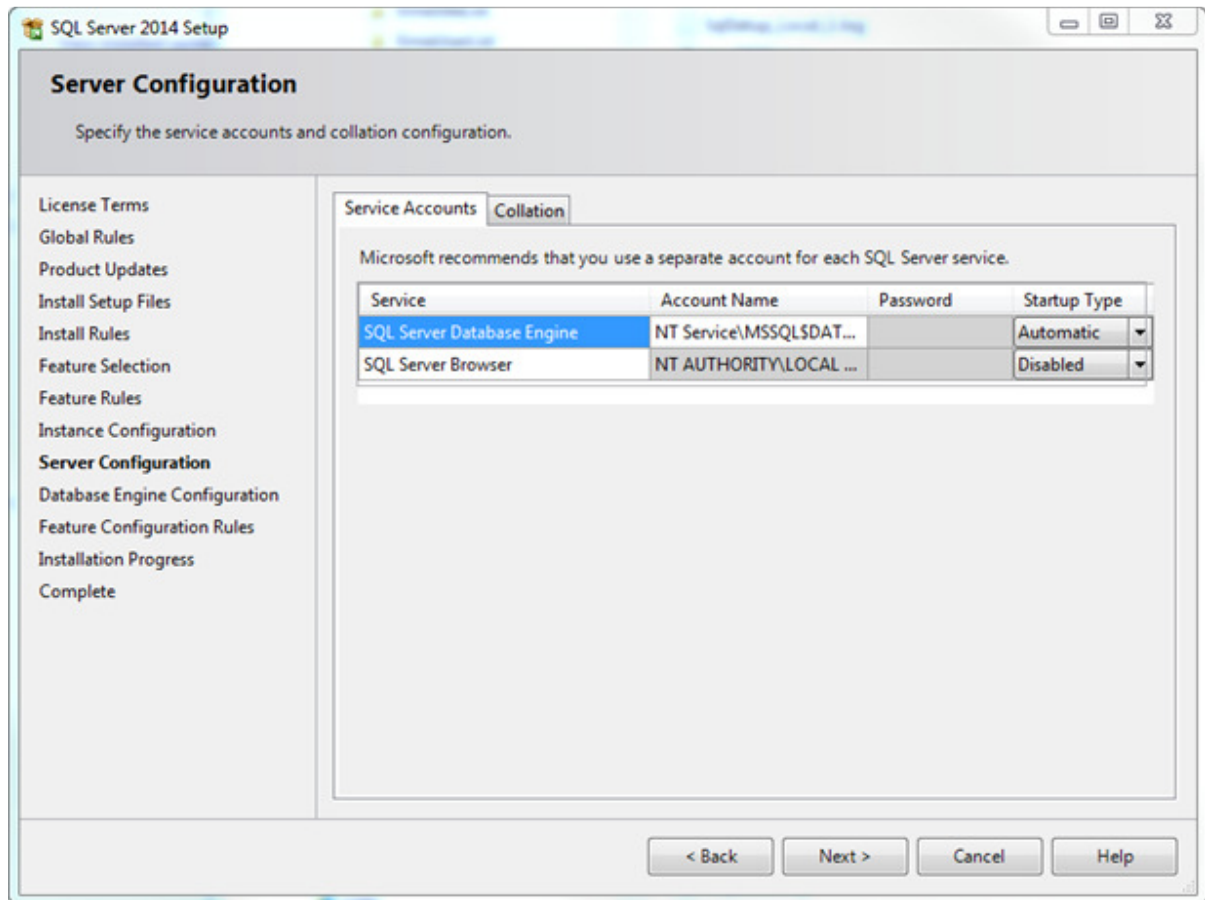 SQL Server 2014 Setup
Server Configuration
Specify the service accounts and collation configuration.
License Terms
Global Rules
Product Updates
Install Setup Files
Install Rules
Feature Selection
Feature Rules
Instance Configuration
Server Configuration
Database Engine Configuration
Feature Configuration Rules
Installation Progress
Complete
Service Accounts Collation
Microsoft recommends that you use a separate account for each SQL Server service.
Service Account Name Password Startup Type
SQL Server Database Engine NT Service\MSSQL$DAT... Automatic
SQL Server Browser NT AUTHORITY\LOCAL ... Disabled
< Back Next > Cancel Help